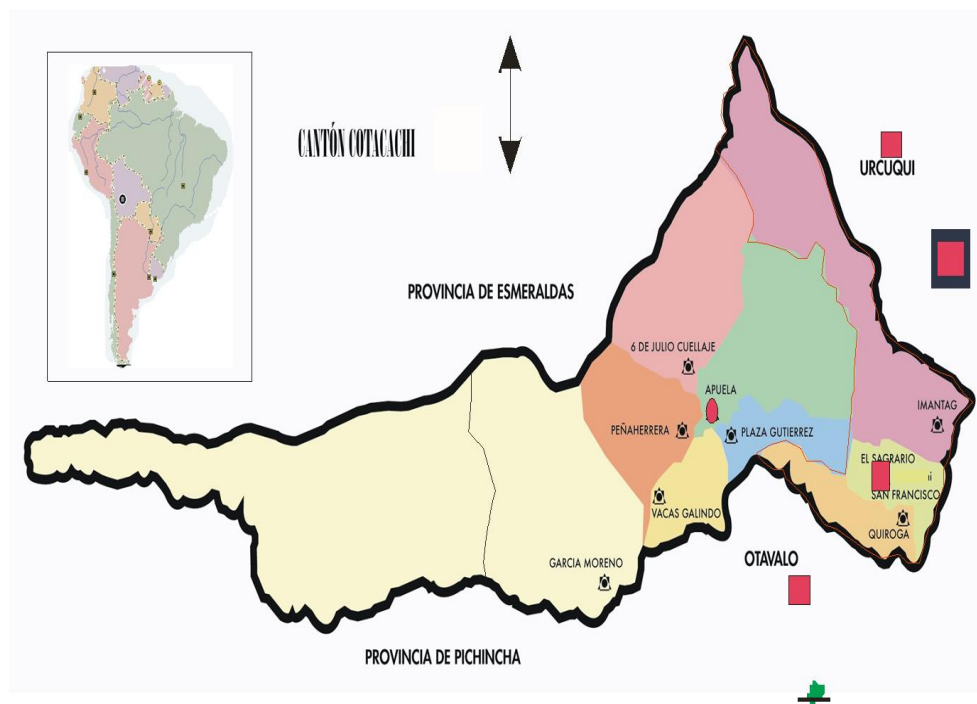 CANTÓN COTACACHI
URCUQUI
PROVINCIA DE ESMERALDAS
6 DE JULIO CUELLAJE
APUELA
IMANTAG
PEÑAHERRERA
PLAZA GUTIERREZ
EL SAGRARIO
SAN FRANCISCO
VACAS GALINDO
QUIROGA
GARCIA MORENO
OTAVALO
PROVINCIA DE PICHINCHA